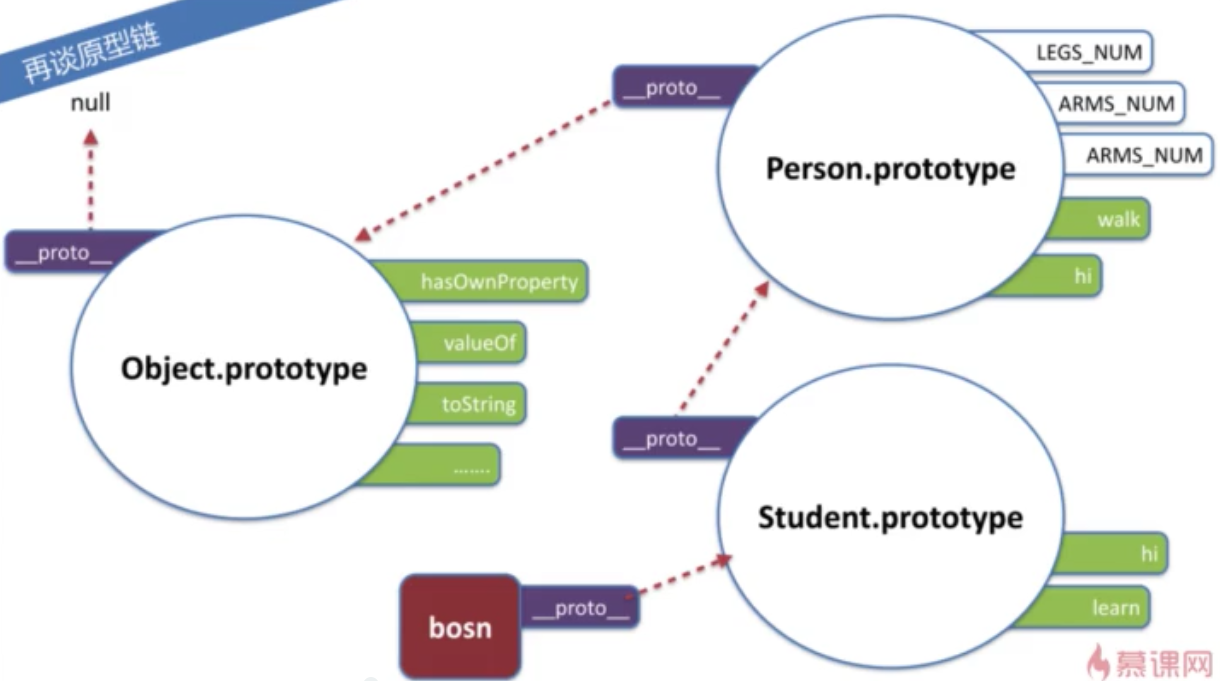 再谈原型链
null
__proto__
Object.prototype
hasOwnProperty
valueOf
toString
.......
__proto__
Person.prototype
LEGS_NUM
ARMS_NUM
ARMS_NUM
walk
hi
__proto__
Student.prototype
hi
learn
bosn
__proto__
慕课网